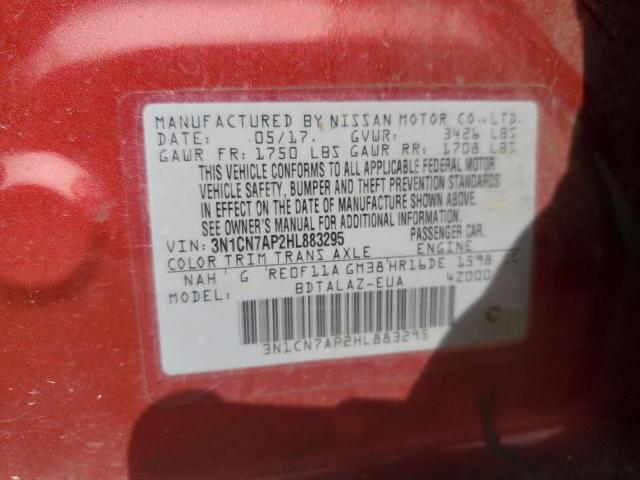 MANUFACTURED BY NISSAN MOTOR CO.,LTD.
DATE: 05/17. GVWR: 3426 LBS
GAWR FR: 1750 LBS GAWR RR: 1708 LBS
THIS VEHICLE CONFORMS TO ALL APPLICABLE FEDERAL MOTOR
VEHICLE SAFETY, BUMPER AND THEFT PREVENTION STANDARDS
IN EFFECT ON THE DATE OF MANUFACTURE SHOWN ABOVE.
SEE OWNER'S MANUAL FOR ADDITIONAL INFORMATION.
VIN: 3N1CN7AP2HL883295 PASSENGER CAR.
COLOR TRIM TRANS AXLE ENGINE
NAH G RE0F11A GM38 HR16DE 1598 CC
MODEL: BDTALAZ-EUA 42000
3N1CN7AP2HL883295